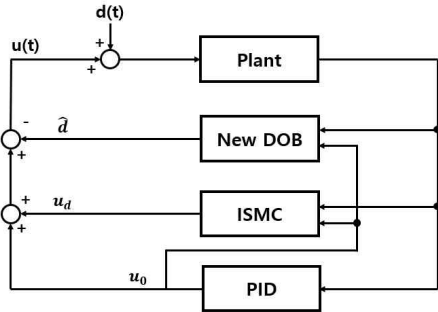 d(t)
u(t)
+
+
Plant
-
d̂
New DOB
+
+
u_d
ISMC
+
u_0
PID